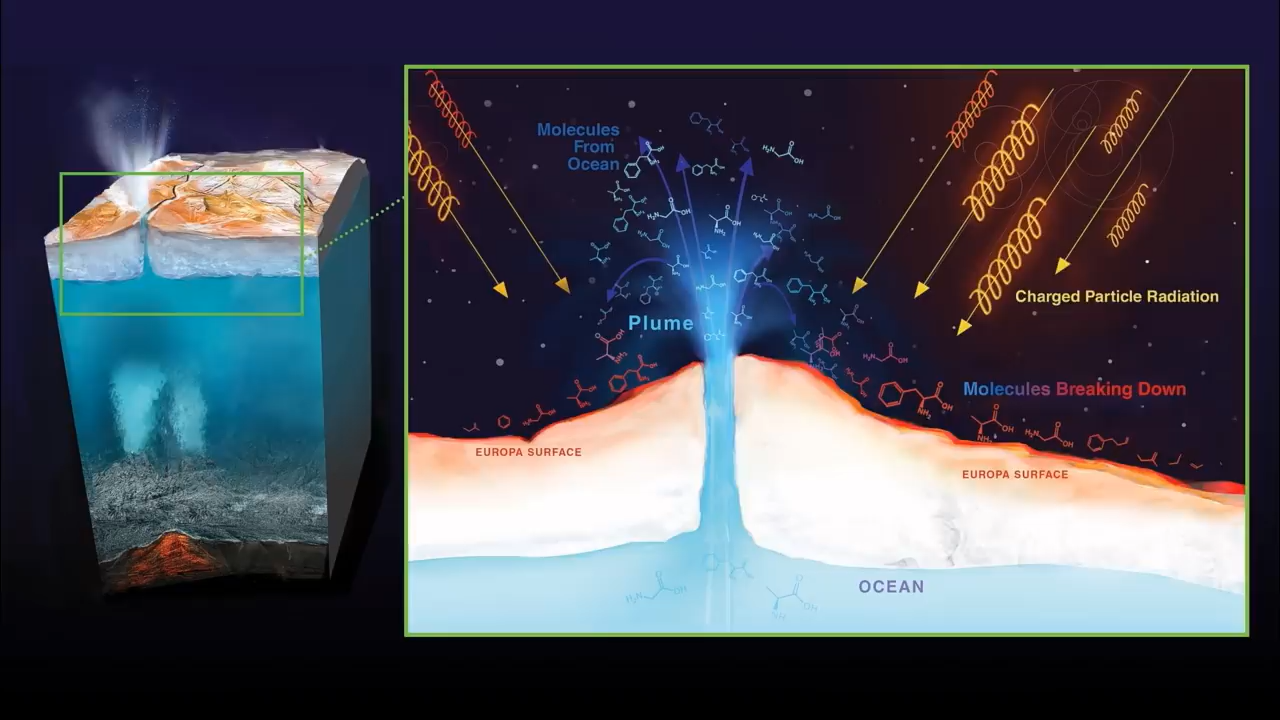 Molecules
From
Ocean
Plume
Charged Particle Radiation
Molecules Breaking Down
EUROPA SURFACE
EUROPA SURFACE
OCEAN